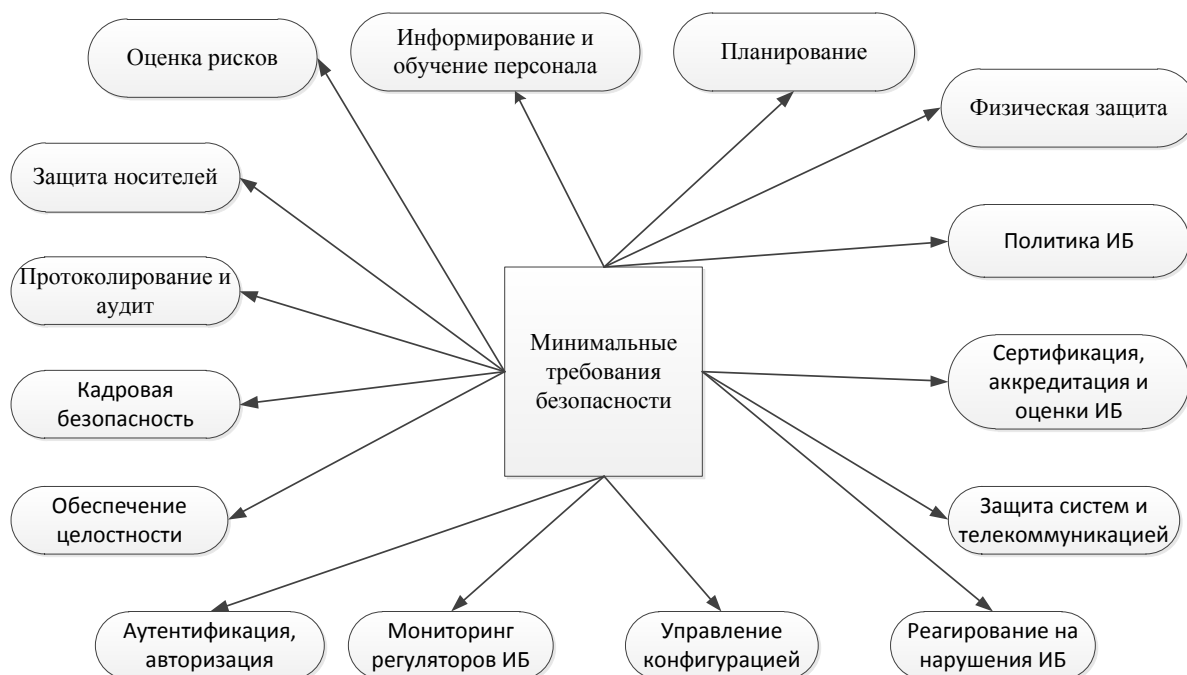 Оценка рисков
Информирование и
обучение персонала
Планирование
Физическая защита
Защита носителей
Политика ИБ
Протоколирование и
аудит
Минимальные
требования
безопасности
Сертификация,
аккредитация и
оценки ИБ
Кадровая
безопасность
Обеспечение
целостности
Защита систем и
телекоммуникацией
Аутентификация,
авторизация
Мониторинг
регуляторов ИБ
Управление
конфигурацией
Реагирование на
нарушения ИБ